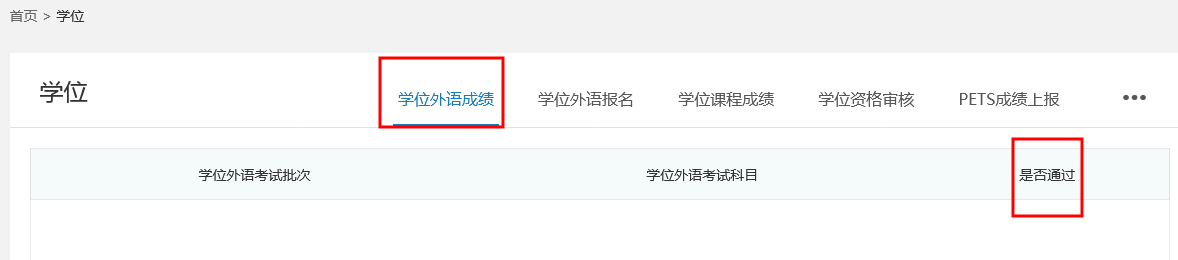 首页 > 学位
学位
学位外语成绩 学位外语报名 学位课程成绩 学位资格审核 PETS成绩上报 •••
学位外语考试批次 学位外语考试科目 是否通过